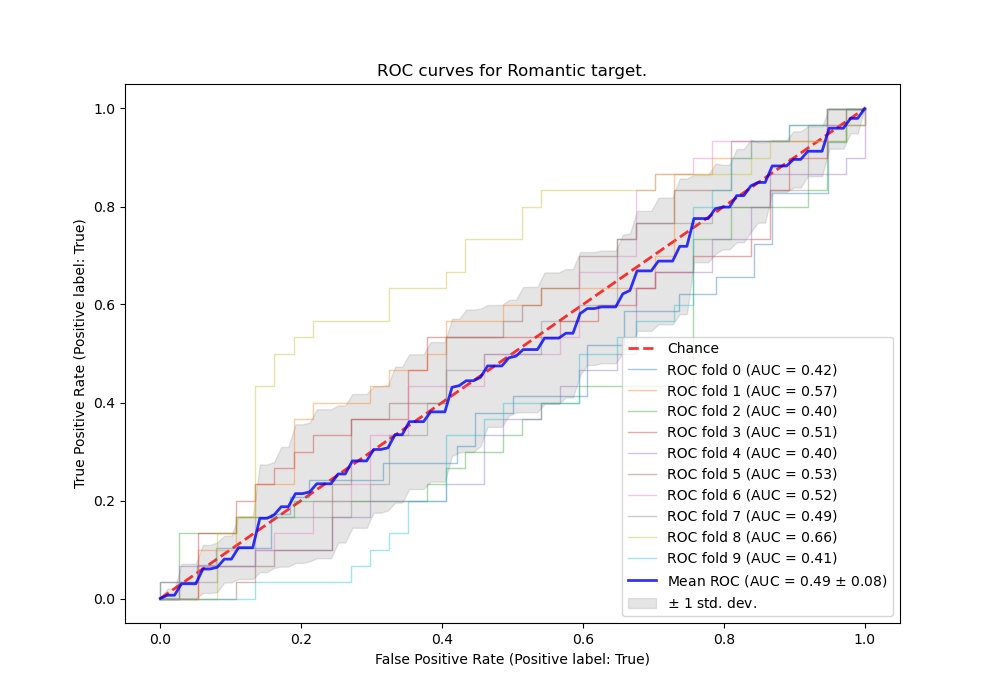 ROC curves for Romantic target.
True Positive Rate (Positive label: True)
1.0
0.8
0.6
0.4
0.2
0.0
0.0 0.2 0.4 0.6 0.8 1.0
False Positive Rate (Positive label: True)
Chance
ROC fold 0 (AUC = 0.42)
ROC fold 1 (AUC = 0.57)
ROC fold 2 (AUC = 0.40)
ROC fold 3 (AUC = 0.51)
ROC fold 4 (AUC = 0.40)
ROC fold 5 (AUC = 0.53)
ROC fold 6 (AUC = 0.52)
ROC fold 7 (AUC = 0.49)
ROC fold 8 (AUC = 0.66)
ROC fold 9 (AUC = 0.41)
Mean ROC (AUC = 0.49 ± 0.08)
± 1 std. dev.